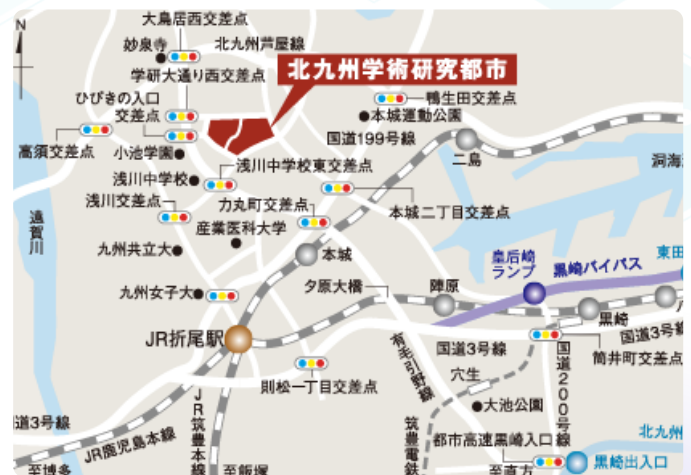 N
大鳥居西交差点
妙泉寺
北九州芦屋線
学研大通り西交差点
北九州学術研究都市
ひびきの入口
交差点
鴨生田交差点
本城運動公園
高須交差点
小池学園
国道199号線
二島
洞海
浅川中学校東交差点
浅川中学校
浅川交差点
力丸町交差点
本城二丁目交差点
遠賀川
産業医科大学
九州共立大
本城
皇后崎
ランプ
黒崎バイパス
東田
九州女子大
夕原大橋
陣原
黒崎
八
JR折尾駅
有毛引野線
国道3号線
国道3号線
国道200号線
筒井町交差点
則松一丁目交差点
穴生
大池公園
JR筑豊本線
筑豊電鉄
道3号線
JR鹿児島本線
都市高速黒崎入口
北九州
黒崎出入口
至博多
至飯塚
至直方